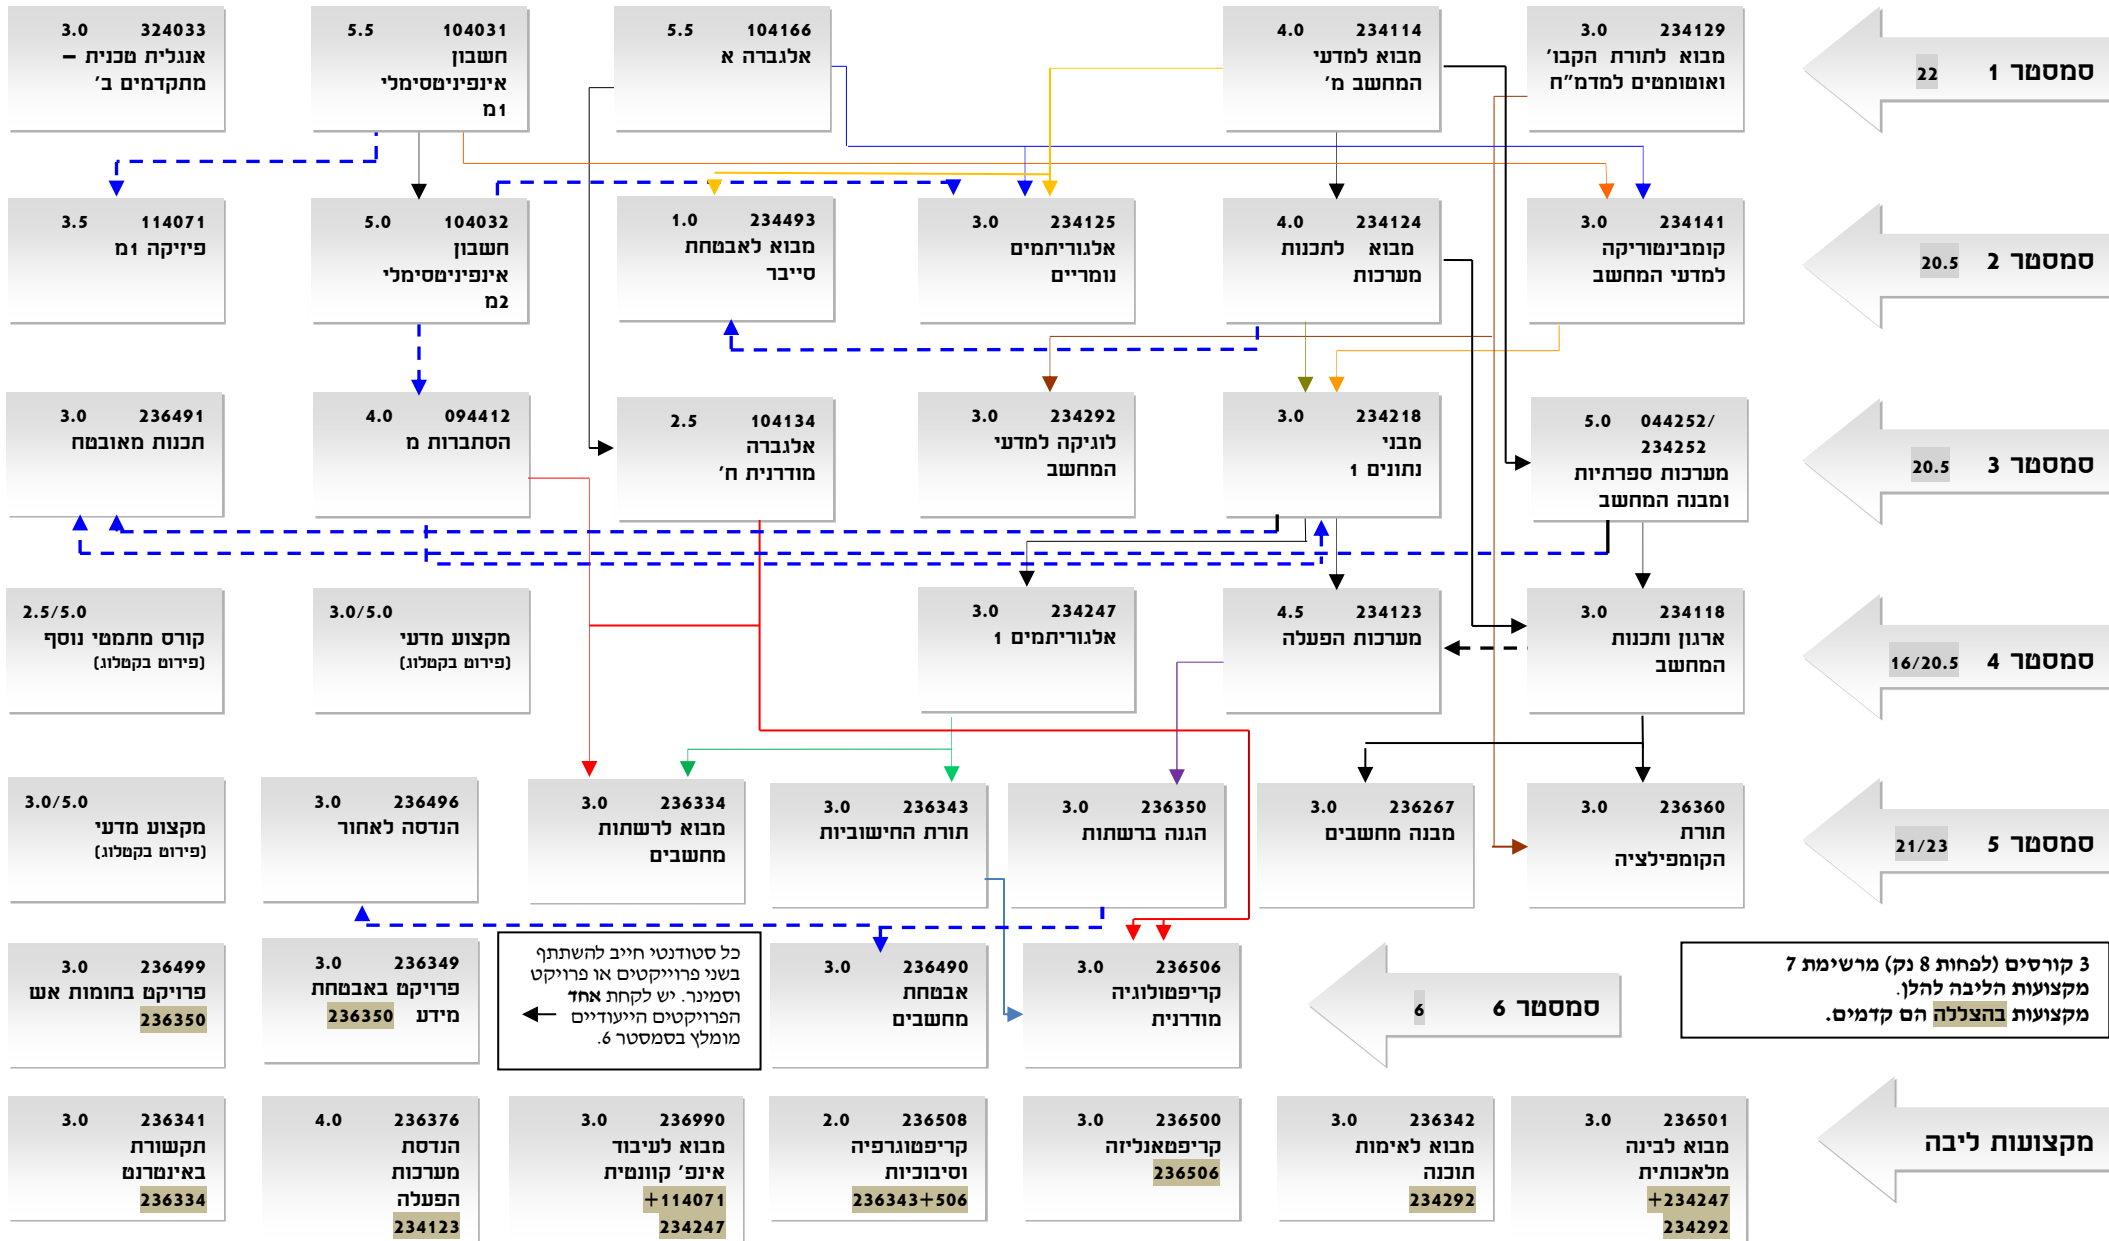 סמסטר 1 22
234129 3.0
מבוא לתורת הקבו'
ואוטומטים למדמ"ח
234114 4.0
מבוא למדעי
המחשב מ'
104166 5.5
אלגברה א
104031 5.5
חשבון
אינפיניטסימלי
1מ
324033 3.0
אנגלית טכנית –
מתקדמים ב'
סמסטר 2 20.5
234141 3.0
קומבינטוריקה
למדעי המחשב
234124 4.0
מבוא לתכנות
מערכות
234125 3.0
אלגוריתמים
נומריים
234493 1.0
מבוא לאבטחת
סייבר
104032 5.0
חשבון
אינפיניטסימלי
2מ
114071 3.5
פיזיקה 1מ
סמסטר 3 20.5
044252/ 5.0
234252
מערכות ספרתיות
ומבנה המחשב
234218 3.0
מבני
נתונים 1
234292 3.0
לוגיקה למדעי
המחשב
104134 2.5
אלגברה
מודרנית ח'
094412 4.0
הסתברות מ
236491 3.0
תכנות מאובטח
סמסטר 4 16/20.5
234118 3.0
ארגון ותכנות
המחשב
234123 4.5
מערכות הפעלה
234247 3.0
אלגוריתמים 1
3.0/5.0
מקצוע מדעי
(פירוט בקטלוג)
2.5/5.0
קורס מתמטי נוסף
(פירוט בקטלוג)
סמסטר 5 21/23
236360 3.0
תורת
הקומפילציה
236267 3.0
מבנה מחשבים
236350 3.0
הגנה ברשתות
236343 3.0
תורת החישוביות
236334 3.0
מבוא לרשתות
מחשבים
236496 3.0
הנדסה לאחור
3.0/5.0
מקצוע מדעי
(פירוט בקטלוג)
3 קורסים (לפחות 8 נק) מרשימת 7
מקצועות הליבה להלן.
מקצועות בהצללה הם קדמים.
סמסטר 6 6
236506 3.0
קריפטולוגיה
מודרנית
236490 3.0
אבטחת
מחשבים
כל סטודנטי חייב להשתתף
בשני פרוייקטים או פרויקט
וסמינר. יש לקחת אחד
הפרויקטים הייעודיים
מומלץ בסמסטר 6.
236349 3.0
פרויקט באבטחת
מידע 236350
236499 3.0
פרויקט בחומות אש
236350
מקצועות ליבה
236501 3.0
מבוא לבינה
מלאכותית
234247+
234292
236342 3.0
מבוא לאימות
תוכנה
234292
236500 3.0
קריפטאנליזה
236506
236508 2.0
קריפטוגרפיה
וסיבוכיות
236343+506
236990 3.0
מבוא לעיבוד
אינפ' קוונטית
114071+
234247
236376 4.0
הנדסת
מערכות
הפעלה
234123
236341 3.0
תקשורת
באינטרנט
236334